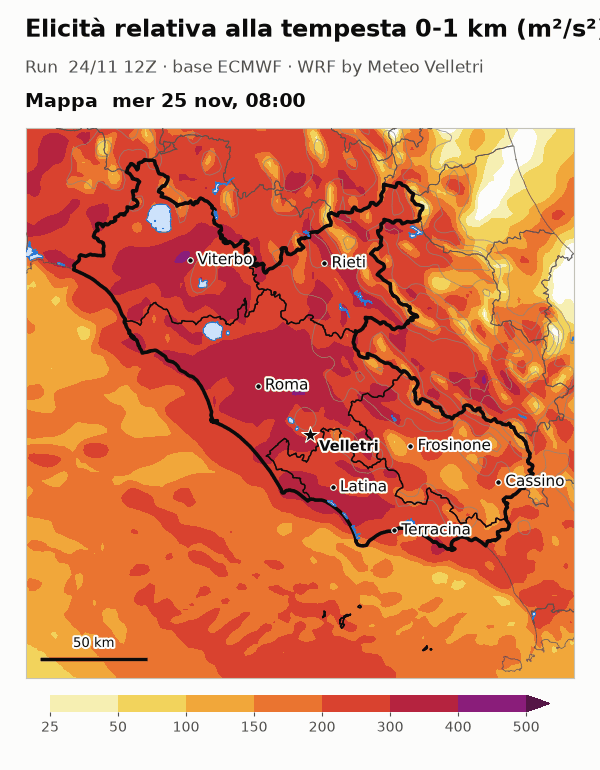 Elicità relativa alla tempesta 0-1 km (m²/s²)
Run  24/11 12Z · base ECMWF · WRF by Meteo Velletri
Mappa  mer 25 nov, 08:00
Viterbo
Rieti
Roma
Velletri
Frosinone
Cassino
Latina
Terracina
50 km
25 50 100 150 200 300 400 500